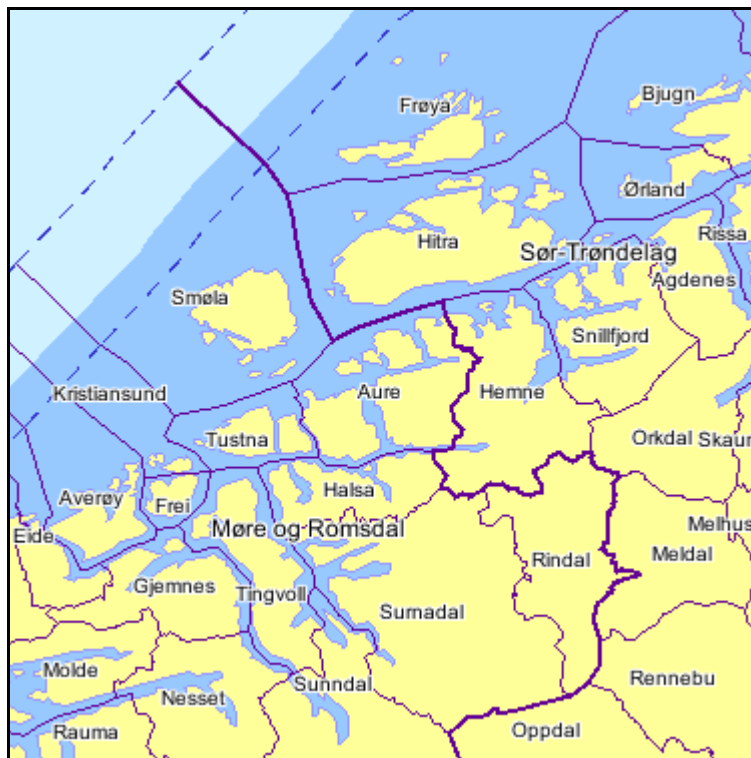 Bjugn
Frøya
Ørland
Rissa
Hitra
Sør-Trøndelag
Agdenes
Smøla
Snillfjord
Kristiansund
Aure
Hemne
Tustna
Orkdal
Skaun
Halsa
Averøy
Frei
Møre og Romsdal
Melhus
Eide
Meldal
Rindal
Gjemnes
Tingvoll
Surnadal
Molde
Rennebu
Sunndal
Nesset
Rauma
Oppdal